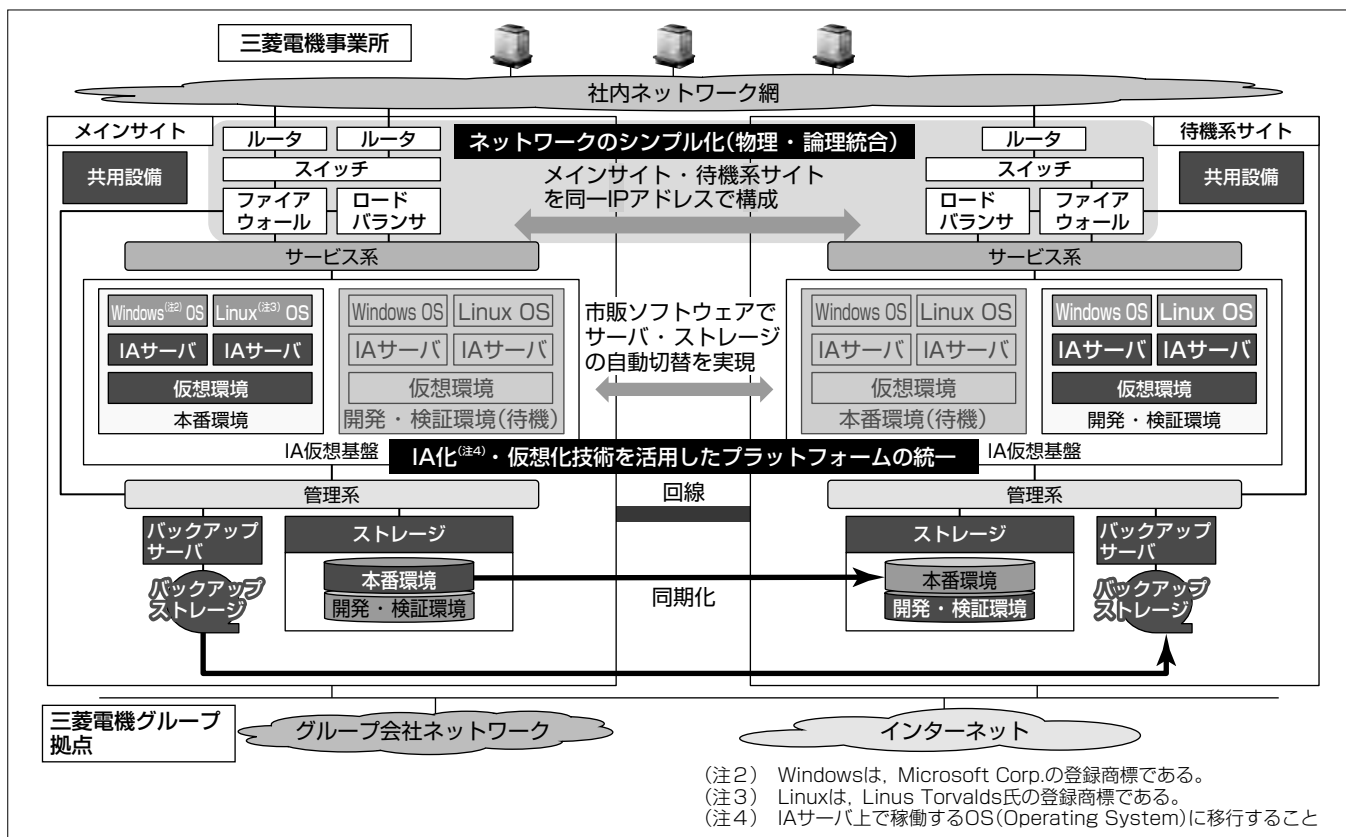 三菱電機事業所
社内ネットワーク網
メインサイト
共用設備
ルータ
ルータ
スイッチ
ファイア
ウォール
ロード
バランサ
ネットワークのシンプル化(物理・論理統合)
メインサイト・待機系サイト
を同一IPアドレスで構成
ルータ
スイッチ
ロード
バランサ
ファイア
ウォール
待機系サイト
共用設備
サービス系
サービス系
Windows(注2) OS
Linux(注3) OS
IAサーバ
IAサーバ
仮想環境
本番環境
Windows OS
Linux OS
IAサーバ
IAサーバ
仮想環境
開発・検証環境(待機)
IA仮想基盤
市販ソフトウェアで
サーバ・ストレージ
の自動切替を実現
Windows OS
Linux OS
IAサーバ
IAサーバ
仮想環境
本番環境(待機)
Windows OS
Linux OS
IAサーバ
IAサーバ
仮想環境
開発・検証環境
IA仮想基盤
IA化(注4)・仮想化技術を活用したプラットフォームの統一
管理系
回線
管理系
バックアップ
サーバ
バックアップ
ストレージ
ストレージ
本番環境
開発・検証環境
同期化
ストレージ
本番環境
開発・検証環境
バックアップ
サーバ
バックアップ
ストレージ
三菱電機グループ
拠点
グループ会社ネットワーク
インターネット
(注2) Windowsは, Microsoft Corp.の登録商標である。
(注3) Linuxは, Linus Torvalds氏の登録商標である。
(注4) IAサーバ上で稼働するOS(Operating System)に移行すること